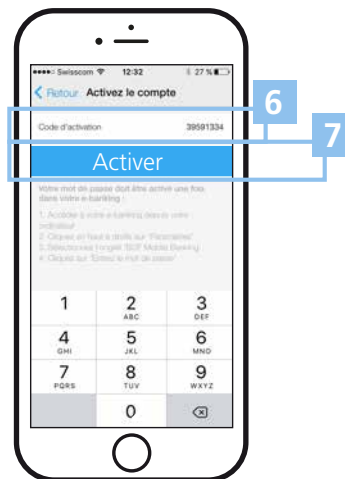 Swisscom 12:32 27 %
Retour Activez le compte
6
Code d'activation 39591334
7
Activer
Votre mot de passe doit être activé une fois
dans votre e-banking :
1. Accédez à votre e-banking depuis votre
ordinateur
2. Cliquez en haut à droite sur "Paramètres"
3. Sélectionnez l'onglet Mobile Banking
4. Cliquez sur le mot de passe"
1 2 3
ABC DEF
4 5 6
GHI JKL MNO
7 8 9
PQRS TUV WXYZ
0